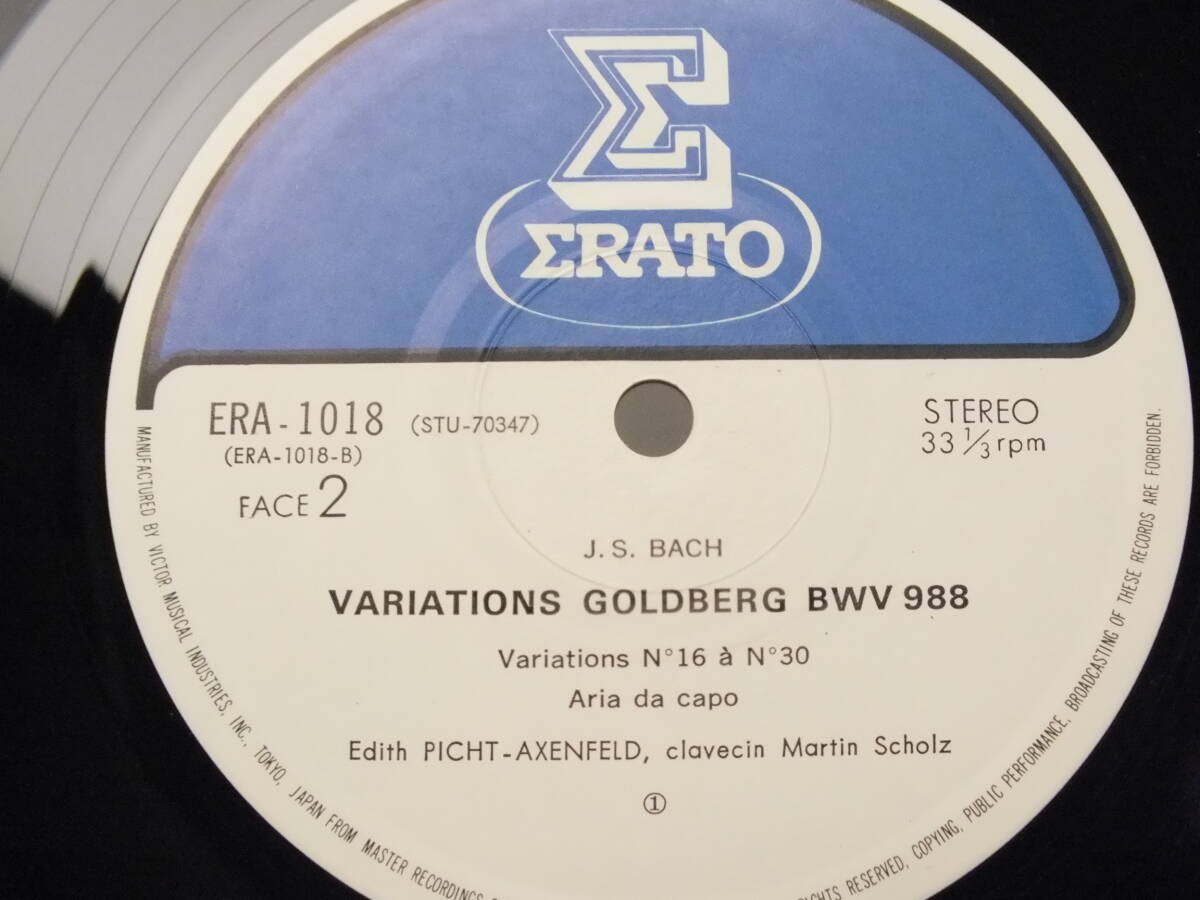 Σ
ΣRATO
ERA-1018 (STU-70347)
(ERA-1018-B)
FACE 2
STEREO
33 1/3 rpm
J. S. BACH
VARIATIONS GOLDBERG BWV 988
Variations N°16 à N°30
Aria da capo
Edith PICHT-AXENFELD, clavecin Martin Scholz
①
MANUFACTURED BY VICTOR MUSICAL INDUSTRIES, INC., TOKYO, JAPAN FROM MASTER RECORDINGS
RESERVED, COPYING, PUBLIC PERFORMANCE, BROADCASTING OF THESE RECORDS ARE FORBIDDEN.